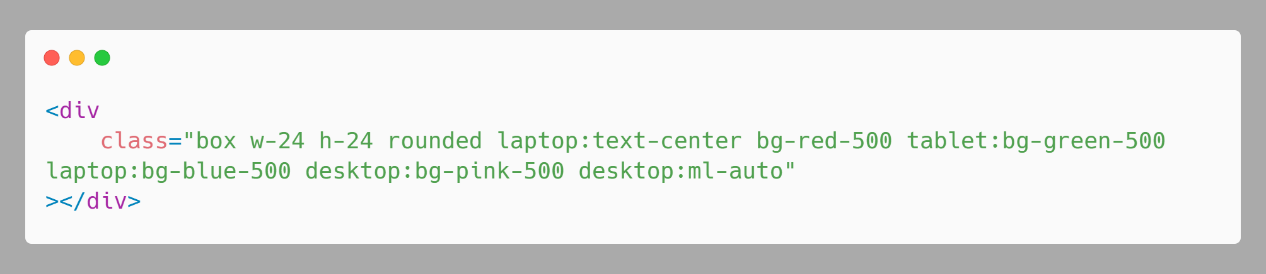 <div
class="box w-24 h-24 rounded laptop:text-center bg-red-500 tablet:bg-green-500
laptop:bg-blue-500 desktop:bg-pink-500 desktop:ml-auto"
></div>